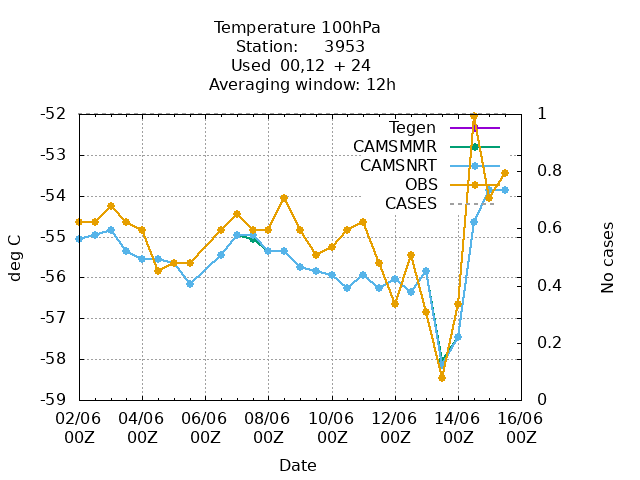 Temperature 100hPa
Station: 3953
Used 00,12 + 24
Averaging window: 12h
-52
-53
-54
-55
-56
-57
-58
-59
1
0.8
0.6
0.4
0.2
0
Tegen
CAMSMMR
CAMSNRT
OBS
CASES
deg C
No cases
02/06 04/06 06/06 08/06 10/06 12/06 14/06 16/06
00Z 00Z 00Z 00Z 00Z 00Z 00Z 00Z
Date